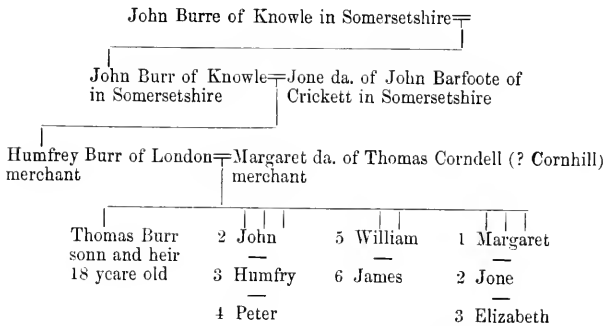 John Burre of Knowle in Somersetshire
John Burr of Knowle Jone da. of John Barfoote of
in Somersetshire Crickett in Somersetshire
Humfrey Burr of London Margaret da. of Thomas Corndell (? Cornhill)
merchant merchant
Thomas Burr 2 John 5 William 1 Margaret
sonn and heir
18 yeare old 3 Humfry 6 James 2 Jone
4 Peter 3 Elizabeth